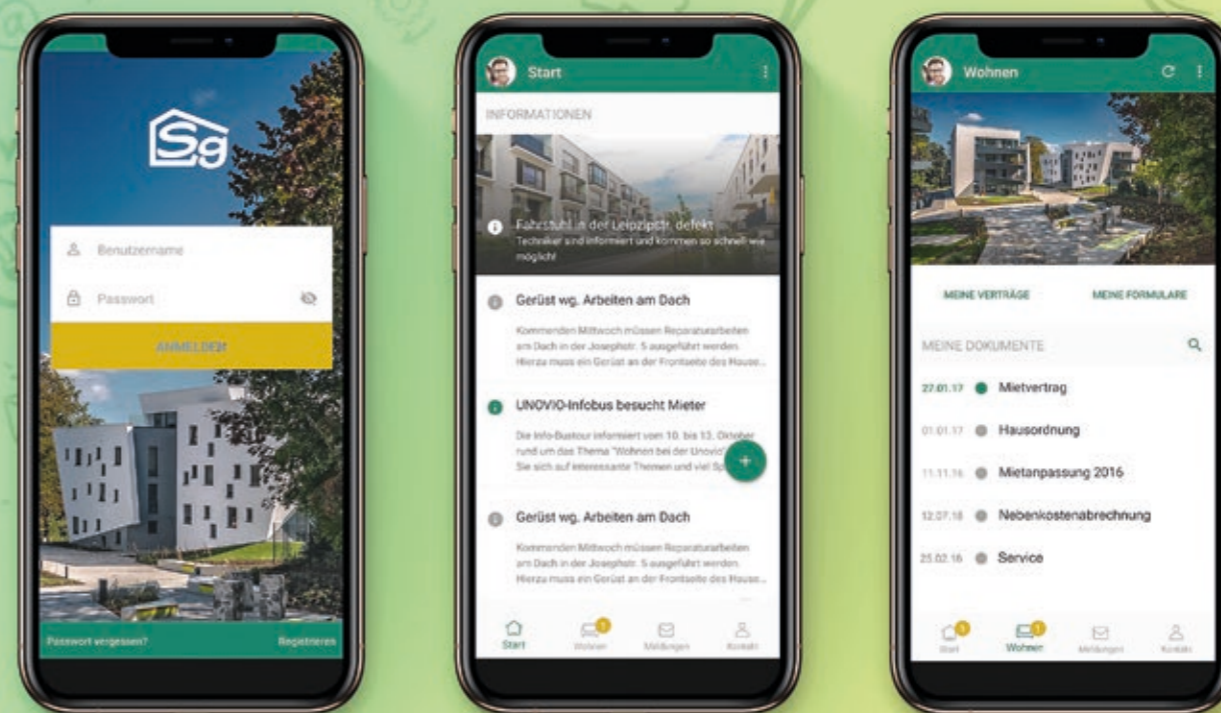 Sg
Benutzername
Passwort
ANMELDEN
Passwort vergessen?
Registrieren
Start
INFORMATIONEN
Fahrstuhl in der Leipzigstr. defekt
Techniker sind informiert und kommen so schnell wie
möglich!
Gerüst wg. Arbeiten am Dach
Kommenden Mittwoch müssen Reparaturarbeiten
am Dach in der Josephstr. 5 ausgeführt werden.
Hierzu muss ein Gerüst an der Frontseite des Hause...
UNOVIO-Infobus besucht Mieter
Die Info-Bustour informiert vom 10. bis 13. Oktober
rund um das Thema "Wohnen bei der Unovio"
Sie sich auf interessante Themen und viel Sp
Gerüst wg. Arbeiten am Dach
Kommenden Mittwoch müssen Reparaturarbeiten
am Dach in der Josephstr. 5 ausgeführt werden.
Hierzu muss ein Gerüst an der Frontseite des Hause...
1
Start
Wohnen
Meldungen
Kontakt
Wohnen
MEINE VERTRÄGE
MEINE FORMULARE
MEINE DOKUMENTE
27.01.17 Mietvertrag
01.01.17 Hausordnung
11.11.16 Mietanpassung 2016
12.07.16 Nebenkostenabrechnung
25.02.16 Service
1
1
Start
Wohnen
Meldungen
Kontakt